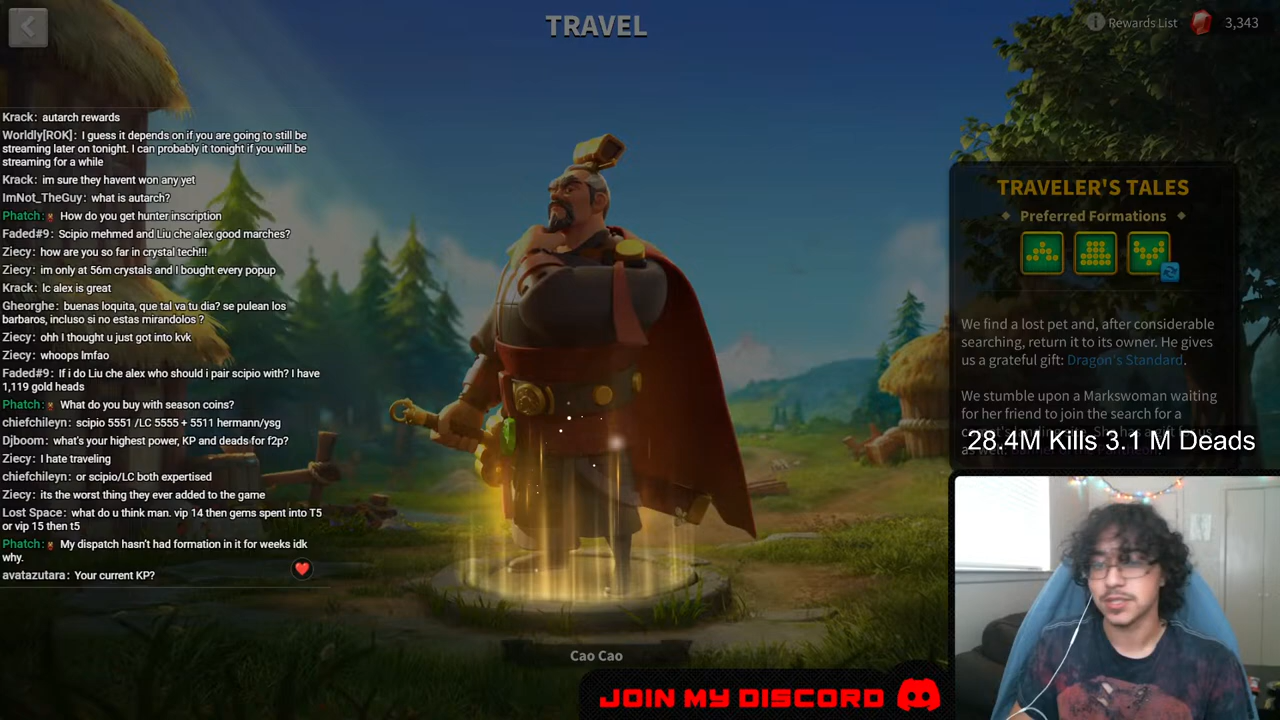 TRAVEL
Rewards List
3,343
Krack: autarch rewards
Worldly[ROK]: I guess it depends on if you are going to still be
streaming later on tonight. I can probably it tonight if you will be
streaming for a while
Krack: im sure they havent won any yet
ImNot_TheGuy: what is autarch?
Phatch: How do you get hunter inscription
Faded#9: Scipio mehmed and Liu che alex good marches?
Ziecy: how are you so far in crystal tech!!!
Ziecy: im only at 56m crystals and I bought every popup
Krack: lc alex is great
Gheorghe: buenas loquita, que tal va tu dia? se pulean los
barbaros, incluso si no estas mirandolos ?
Ziecy: ohh I thought u just got into kvk
Ziecy: whoops lmfao
Faded#9: If i do Liu che alex who should i pair scipio with? I have
1,119 gold heads
Phatch: What do you buy with season coins?
chiefchileyn: scipio 5551 /LC 5555 + 5511 hermann/ysg
Djboom: what's your highest power, KP and deads for f2p?
Ziecy: I hate traveling
chiefchileyn: or scipio/LC both expertised
Ziecy: its the worst thing they ever added to the game
Lost Space: what do u think man. vip 14 then gems spent into T5
or vip 15 then t5
Phatch: My dispatch hasn't had formation in it for weeks idk
why.
avatazutara: Your current KP?
TRAVELER'S TALES
Preferred Formations
We find a lost pet and, after considerable
searching, return it to its owner. He gives
us a grateful gift: Dragon's Standard.
We stumble upon a Markswoman waiting
for her friend to join the search for a
as well.
28.4M Kills 3.1 M Deads
Cao Cao
JOIN MY DISCORD